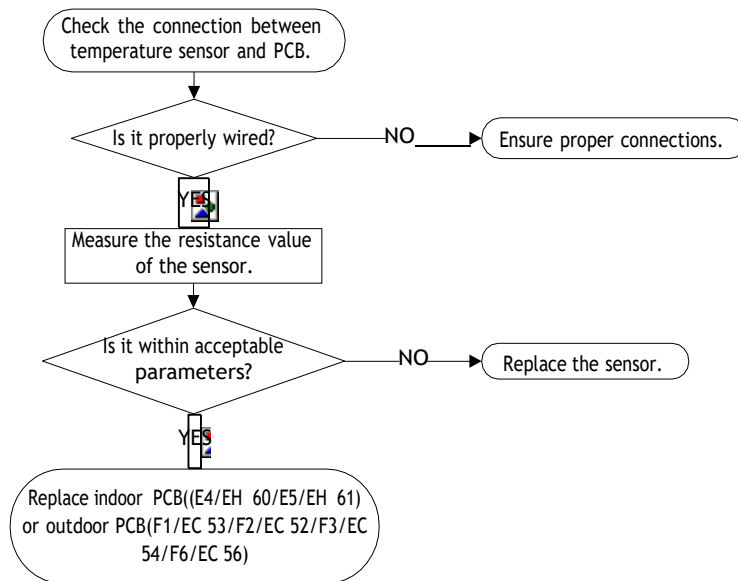 Check the connection between
temperature sensor and PCB.
Is it properly wired?
NO
Ensure proper connections.
YES
Measure the resistance value
of the sensor.
Is it within acceptable
parameters?
NO
Replace the sensor.
YES
Replace indoor PCB((E4/EH 60/E5/EH 61)
or outdoor PCB(F1/EC 53/F2/EC 52/F3/EC
54/F6/EC 56)